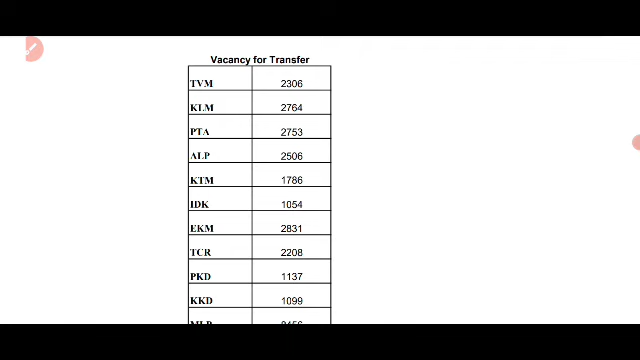 Vacancy for Transfer
TVM 2306
KLM 2764
PTA 2753
ALP 2506
KTM 1786
IDK 1054
EKM 2831
TCR 2208
PKD 1137
KKD 1099